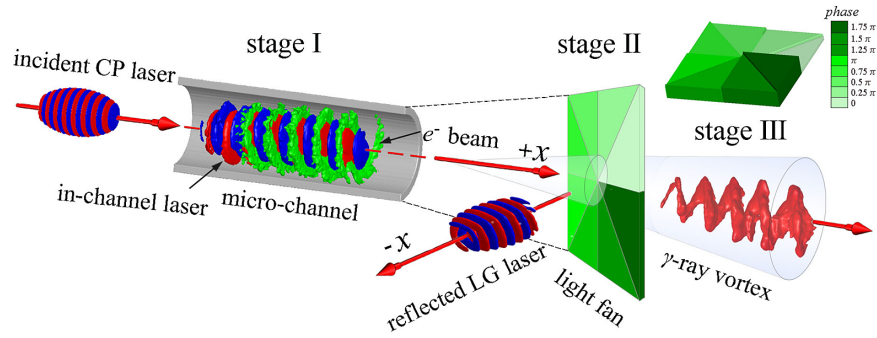 stage I
stage II
stage III
phase
1.75 π
1.5 π
1.25 π
π
0.75 π
0.5 π
0.25 π
0
incident CP laser
e- beam
+x
in-channel laser
micro-channel
-x
reflected LG laser
light fan
γ-ray vortex